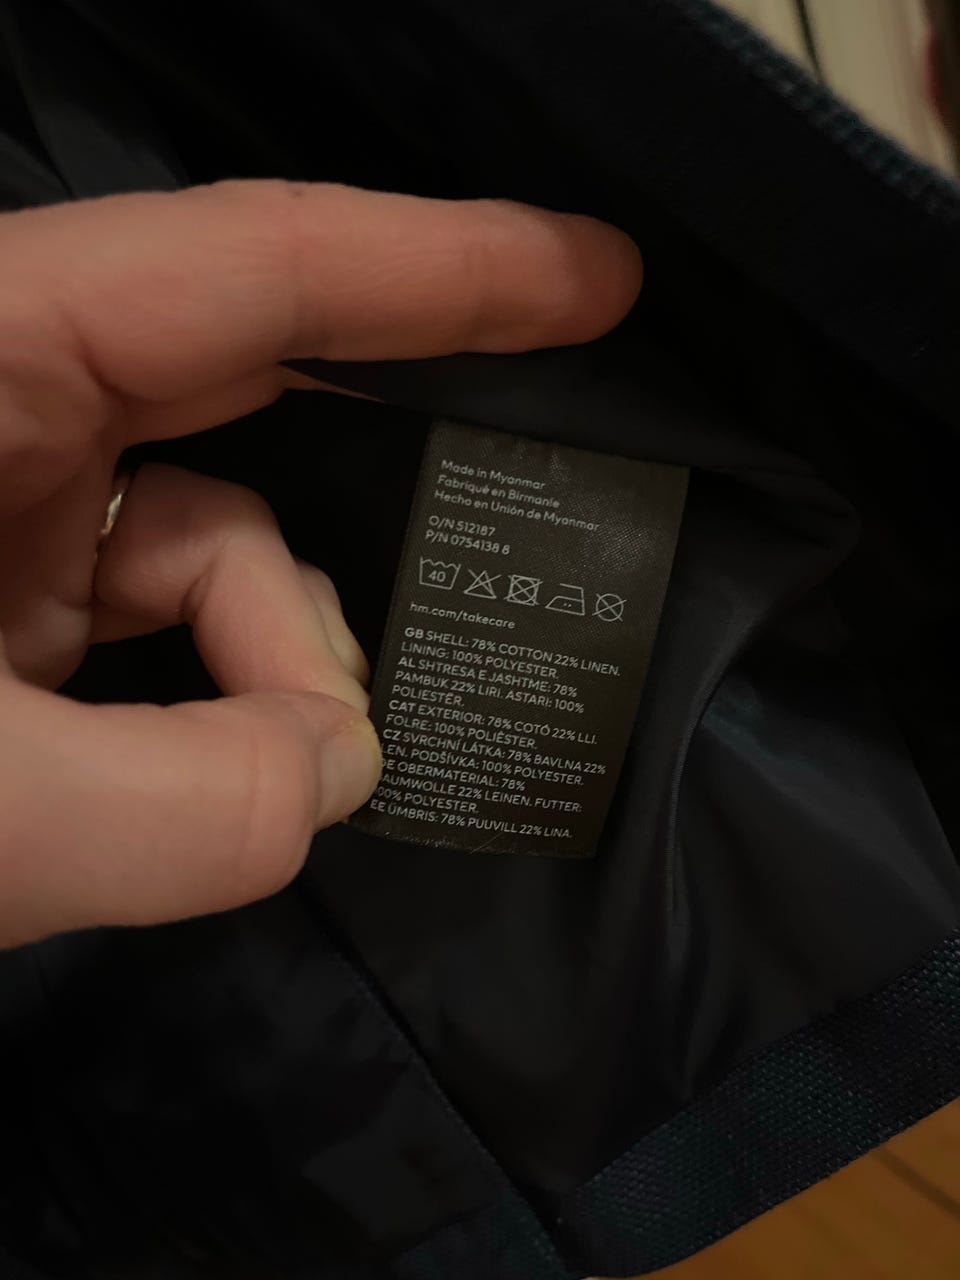 Made in Myanmar
Fabriqué en Birmanie
Hecho en Unión de Myanmar
O/N 512187
P/N 0754138 8
40
hm.com/takecare
GB SHELL: 78% COTTON 22% LINEN.
LINING: 100% POLYESTER.
AL SHTRESA E JASHTME: 78%
PAMBUK 22% LIRI. ASTARI: 100%
POLIESTËR.
CAT EXTERIOR: 78% COTÓ 22% LLI.
FOLRE: 100% POLIÈSTER.
CZ SVRCHNÍ LÁTKA: 78% BAVLNA 22%
LEN. PODŠÍVKA: 100% POLYESTER.
DE OBERMATERIAL: 78%
BAUMWOLLE 22% LEINEN. FUTTER:
100% POLYESTER.
EE ÜMBRIS: 78% PUUVILL 22% LINA.